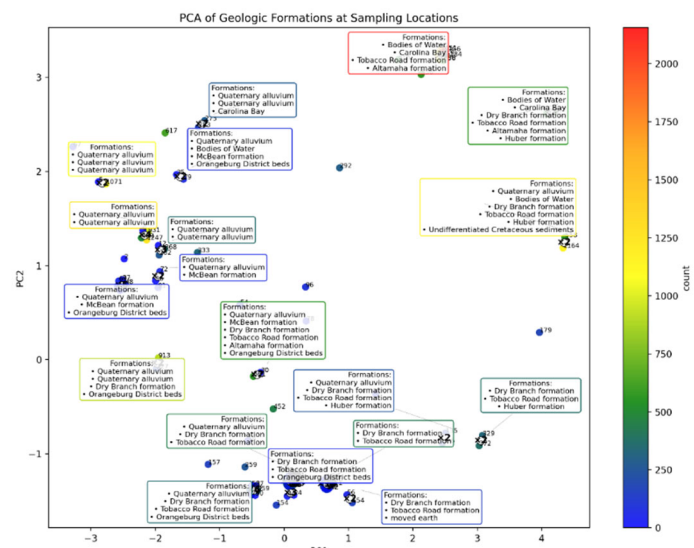 PCA of Geologic Formations at Sampling Locations
Formations:
• Bodies of Water
• Carolina Bay
• Tobacco Road formation
• Altamaha formation
Formations:
• Quaternary alluvium
• Quaternary alluvium
• Carolina Bay
Formations:
• Bodies of Water
• Carolina Bay
• Dry Branch formation
• Tobacco Road formation
• Altamaha formation
• Huber formation
617
Formations:
• Quaternary alluvium
• Bodies of Water
• McBean formation
• Orangeburg District beds
Formations:
• Quaternary alluvium
• Quaternary alluvium
• Quaternary alluvium
292
1071
Formations:
• Quaternary alluvium
• Bodies of Water
• Dry Branch formation
• Tobacco Road formation
• Huber formation
• Undifferentiated Cretaceous sediments
Formations:
• Quaternary alluvium
• Quaternary alluvium
Formations:
• Quaternary alluvium
• Quaternary alluvium
333
164
Formations:
• Quaternary alluvium
• McBean formation
Formations:
• Quaternary alluvium
• McBean formation
• Orangeburg District beds
Formations:
• Quaternary alluvium
• McBean formation
• Dry Branch formation
• Tobacco Road formation
• Altamaha formation
• Orangeburg District beds
179
913
Formations:
• Quaternary alluvium
• Quaternary alluvium
• Dry Branch formation
• Orangeburg District beds
Formations:
• Quaternary alluvium
• Dry Branch formation
• Tobacco Road formation
• Huber formation
Formations:
• Dry Branch formation
• Tobacco Road formation
• Huber formation
452
Formations:
• Dry Branch formation
• Tobacco Road formation
Formations:
• Dry Branch formation
• Tobacco Road formation
157
259
Formations:
• Dry Branch formation
• Tobacco Road formation
• Orangeburg District beds
Formations:
• Quaternary alluvium
• Dry Branch formation
• Tobacco Road formation
• Orangeburg District beds
154
Formations:
• Dry Branch formation
• Tobacco Road formation
• moved earth
3
2
1
0
−1
PC2
−3
−2
−1
0
1
2
3
4
2000
1750
1500
1250
1000
750
500
250
0
count